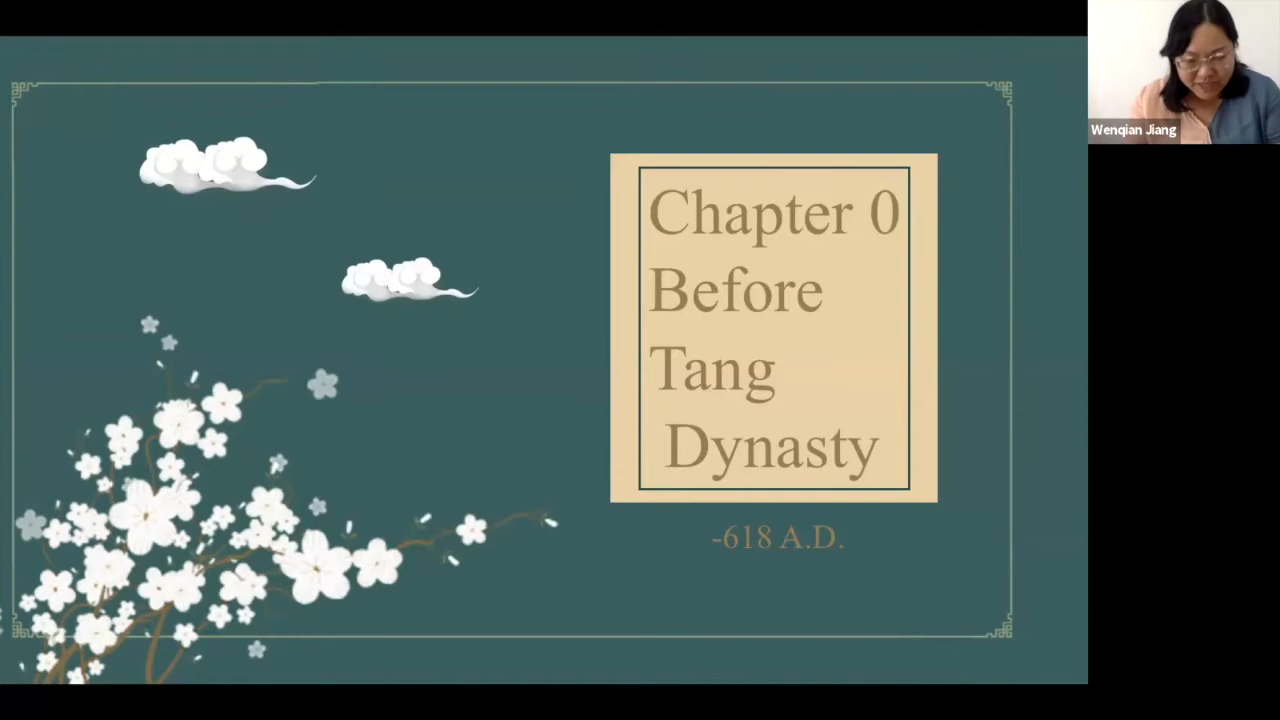 Chapter 0
Before
Tang
Dynasty
-618 A.D.
Wenqian Jiang